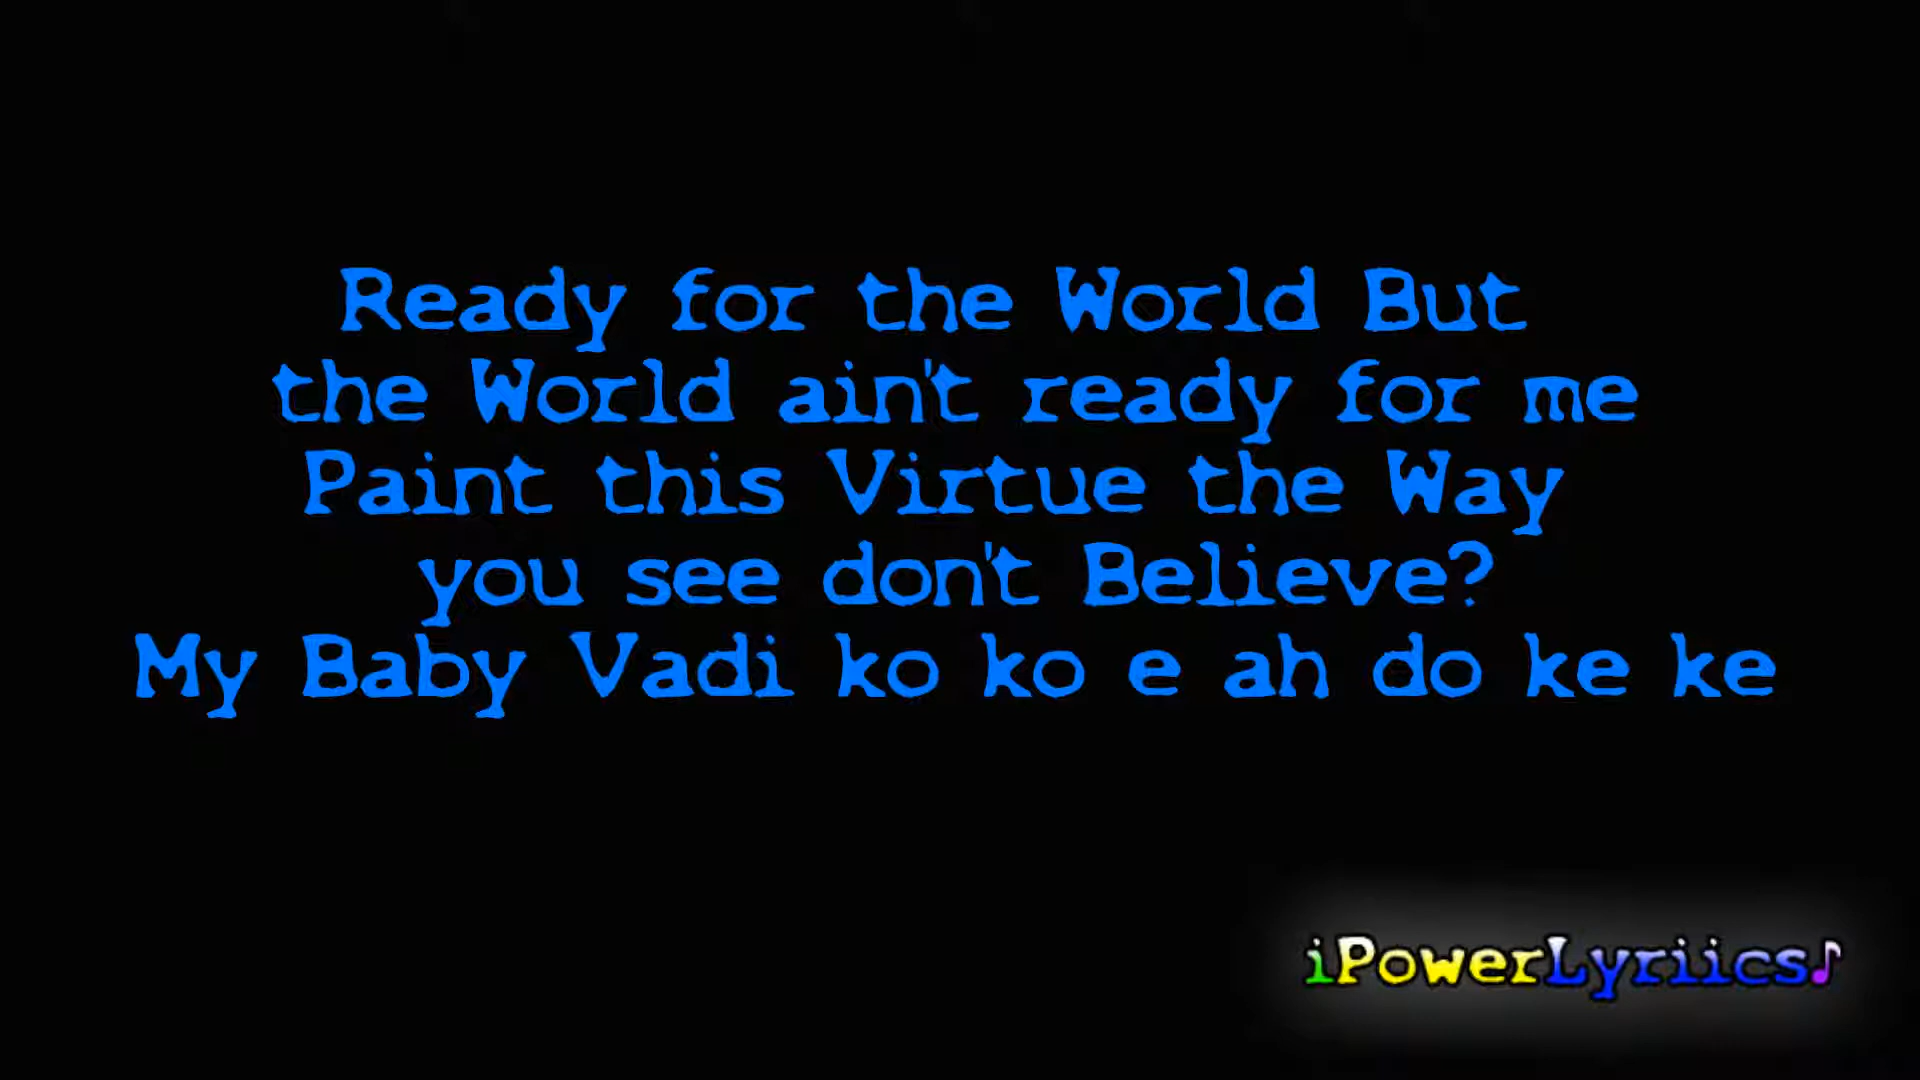 Ready for the World But
the World ain't ready for me
Paint this Virtue the Way
you see don't Believe?
My Baby Vadi ko ko e ah do ke ke
iPowerLyriics♪